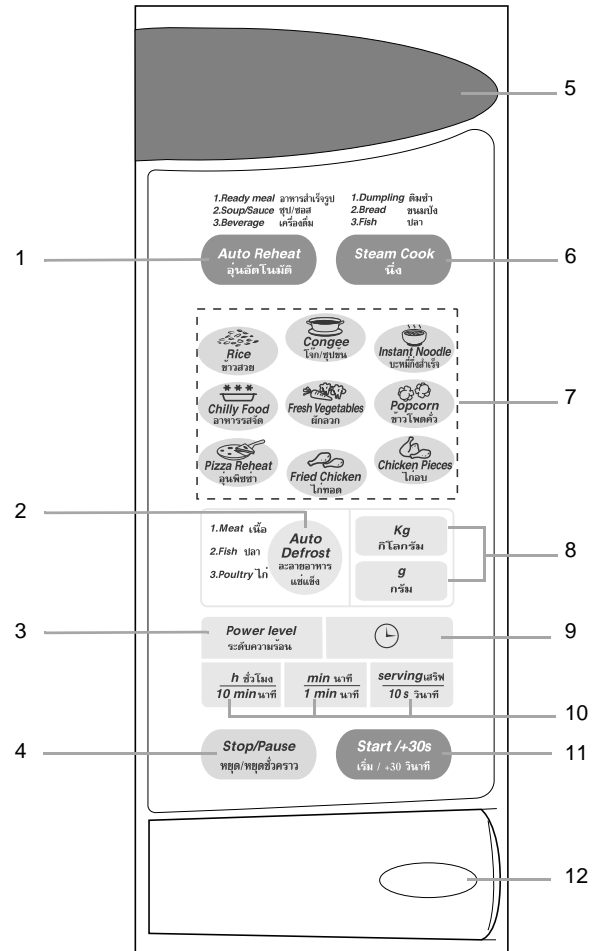 5
1.Ready meal อาหารสำเร็จรูป
2.Soup/Sauce ซุป/ซอส
3.Beverage เครื่องดื่ม
1.Dumpling ติมซำ
2.Bread ขนมปัง
3.Fish ปลา
1
Auto Reheat
อุ่นอัตโนมัติ
Steam Cook
นึ่ง
6
Rice
ข้าวสวย
Congee
โจ๊ก/ซุปข้น
Instant Noodle
บะหมี่กึ่งสำเร็จ
Chilly Food
อาหารรสจัด
Fresh Vegetables
ผักลวก
Popcorn
ข้าวโพดคั่ว
7
Pizza Reheat
อุ่นพิซซา
Fried Chicken
ไก่ทอด
Chicken Pieces
ไก่อบ
2
1.Meat เนื้อ
2.Fish ปลา
3.Poultry ไก่
Auto
Defrost
ละลายอาหาร
แช่แข็ง
Kg
กิโลกรัม
g
กรัม
8
3
Power level
ระดับความร้อน
9
h ชั่วโมง
10 min นาที
min นาที
1 min นาที
serving เสริฟ
10 s วินาที
10
4
Stop/Pause
หยุด/หยุดชั่วคราว
Start /+30s
เริ่ม / +30 วินาที
11
12